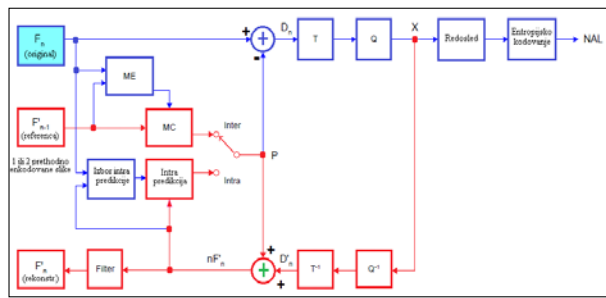 Fn
(original)
+
-
Dn
T
Q
X
Redosled
Entropijsko
kodovanje
NAL
ME
F'n-1
(referenca)
MC
Inter
P
1 ili 2 prethodno
enkodovane slike
Izbor intra
predikcije
Intra
predikcija
Intra
F'n
(rekonstr.)
Filter
nF'n
+
+
+
D'n
T-1
Q-1